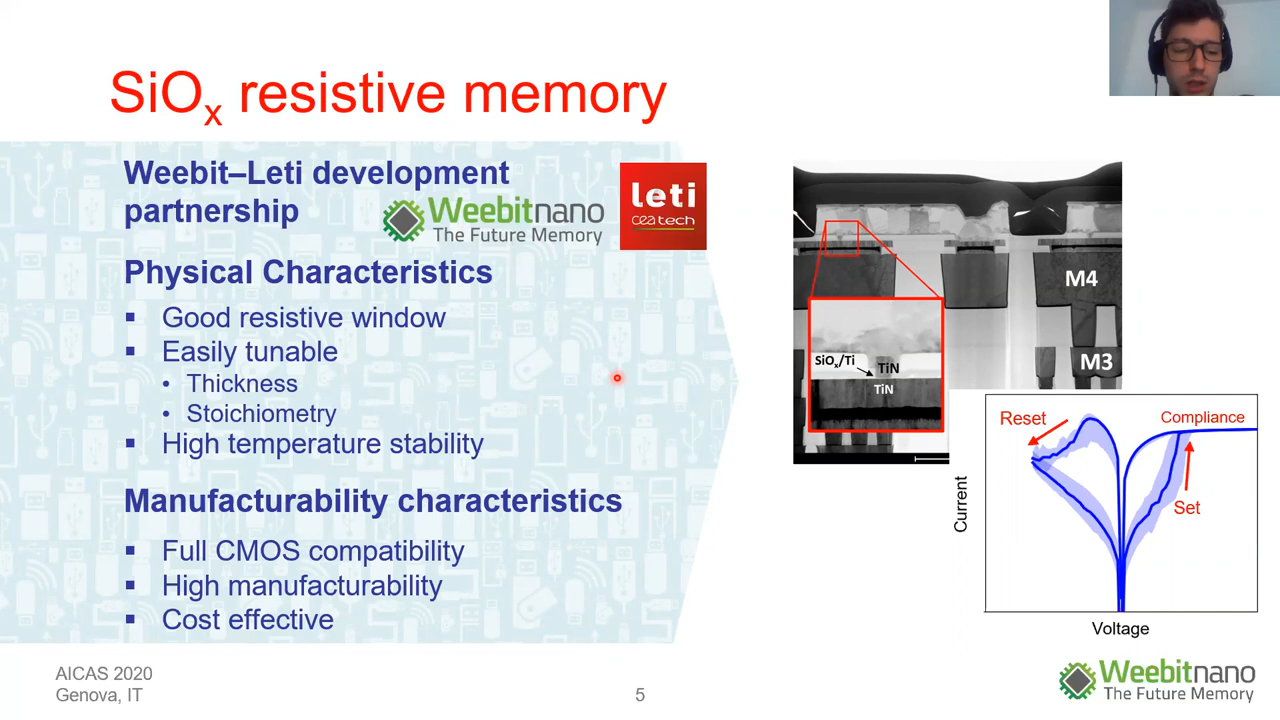 SiOx resistive memory
Weebit–Leti development
partnership
Weebitnano
The Future Memory
leti
ceatech
Physical Characteristics
▪ Good resistive window
▪ Easily tunable
• Thickness
• Stoichiometry
▪ High temperature stability
Manufacturability characteristics
▪ Full CMOS compatibility
▪ High manufacturability
▪ Cost effective
M4
M3
SiOx/Ti
TiN
TiN
Reset
Compliance
Set
Current
Voltage
AICAS 2020
Genova, IT
5
Weebitnano
The Future Memory